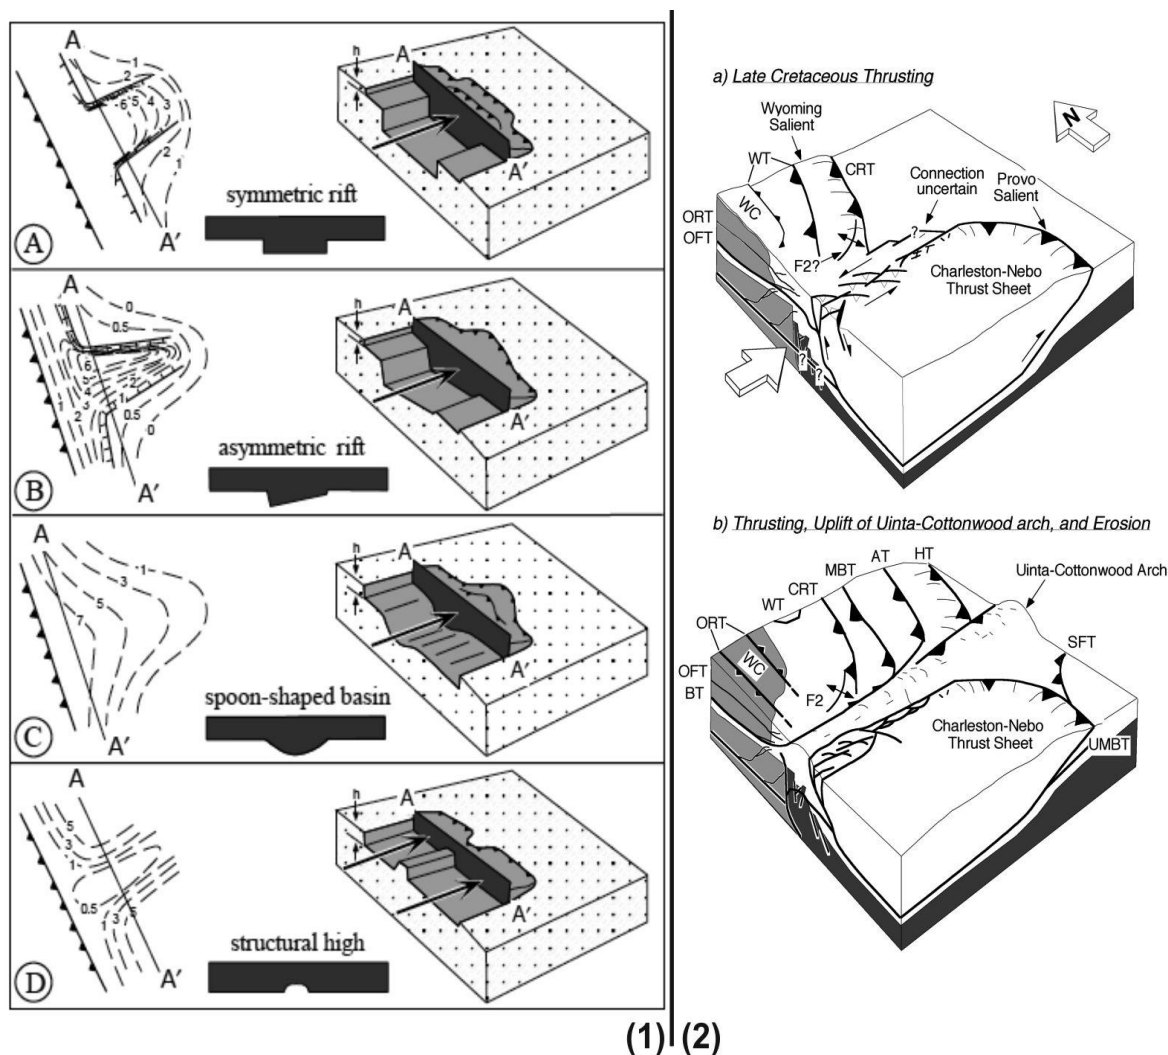 A
1
2
6
5
4
3
2
1
A'
A
symmetric rift
h
A
A'
A
0
0.5
6
5
4
3
2
1
2
1
0.5
0
A'
B
asymmetric rift
h
A
A'
A
1
3
5
7
A'
C
spoon-shaped basin
h
A
A'
A
5
3
1
0.5
1
3
5
A'
D
structural high
h
A
A'
(1)
a) Late Cretaceous Thrusting
N
Wyoming
Salient
WT
CRT
Connection
uncertain
Provo
Salient
WC
ORT
OFT
?
F2?
Charleston-Nebo
Thrust Sheet
?
?
b) Thrusting, Uplift of Uinta-Cottonwood arch, and Erosion
HT
AT
MBT
CRT
WT
ORT
Uinta-Cottonwood Arch
SFT
OFT
WC
BT
F2
Charleston-Nebo
Thrust Sheet
UMBT
(2)